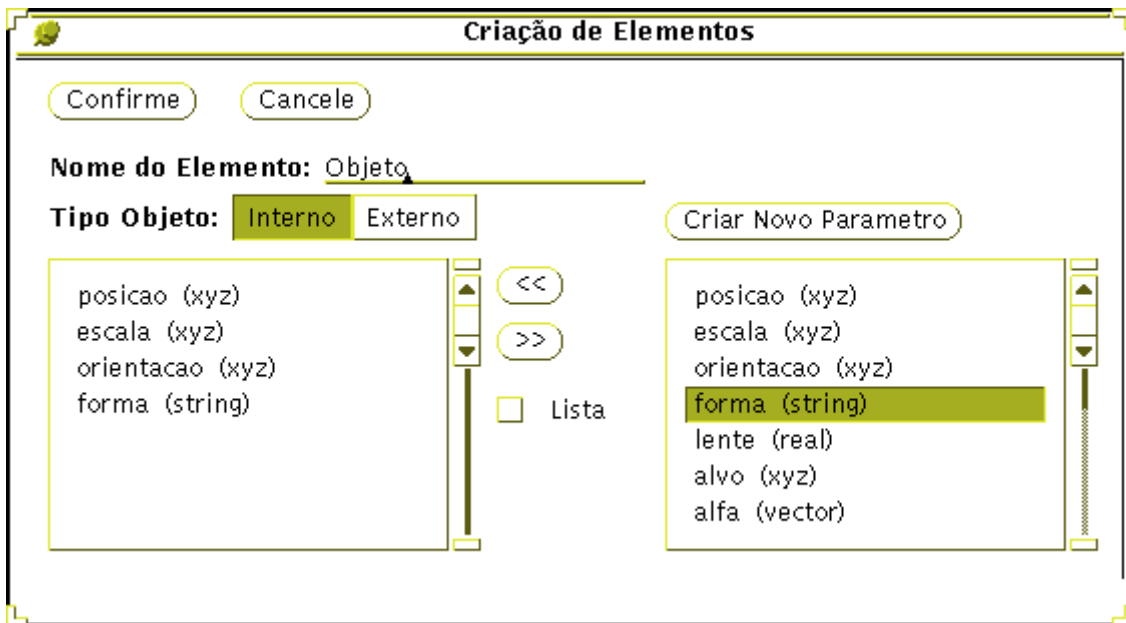 Criação de Elementos
Confirme Cancele
Nome do Elemento: Objeto
Tipo Objeto: Interno Externo
Criar Novo Parametro
posicao (xyz)
escala (xyz)
orientacao (xyz)
forma (string)
<<
>>
Lista
posicao (xyz)
escala (xyz)
orientacao (xyz)
forma (string)
lente (real)
alvo (xyz)
alfa (vector)